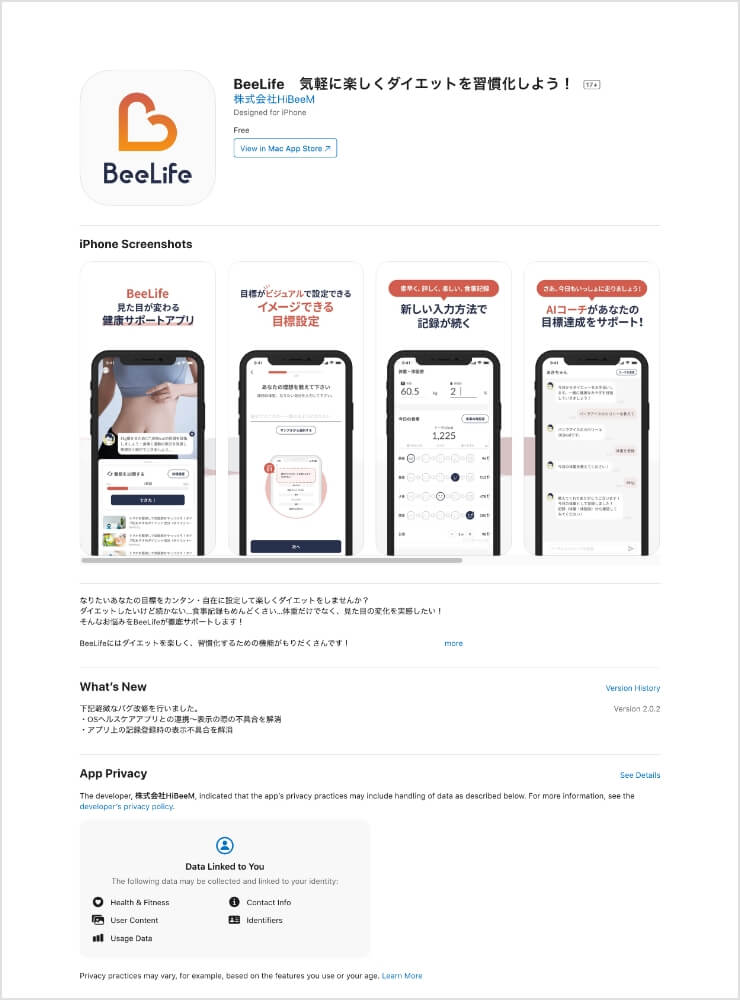 BeeLife
BeeLife 気軽に楽しくダイエットを習慣化しよう！ 17+
株式会社HiBeeM
Designed for iPhone
Free
View in Mac App Store ↗
iPhone Screenshots
BeeLife
見た目が変わる
健康サポートアプリ
目標がビジュアルで設定できる
イメージできる
目標設定
あなたの理想を教えて下さい
次へ
素早く、詳しく、楽しい、食事記録
新しい入力方法で
記録が続く
体重・体脂肪
60.5
kg
2
%
今日の食事
1,225
さあ、今日もいっしょに走りましょう！
AIコーチがあなたの
目標達成をサポート！
なりたいあなたの目標をカンタン・自在に設定して楽しくダイエットをしませんか？
ダイエットしたいけど続かない...食事記録もめんどくさい...体重だけでなく、見た目の変化を実感したい！
そんなお悩みをBeeLifeが徹底サポートします！
BeeLifeにはダイエットを楽しく、習慣化するための機能がもりだくさんです！ more
What's New
Version History
下記軽微なバグ改修を行いました。
Version 2.0.2
・OSヘルスケアアプリとの連携〜表示の際の不具合を解消
・アプリ上の記録登録時の表示不具合を解消
App Privacy
See Details
The developer, 株式会社HiBeeM, indicated that the app's privacy practices may include handling of data as described below. For more information, see the
developer's privacy policy.
Data Linked to You
The following data may be collected and linked to your identity:
Health & Fitness
Contact Info
User Content
Identifiers
Usage Data
Privacy practices may vary, for example, based on the features you use or your age. Learn More